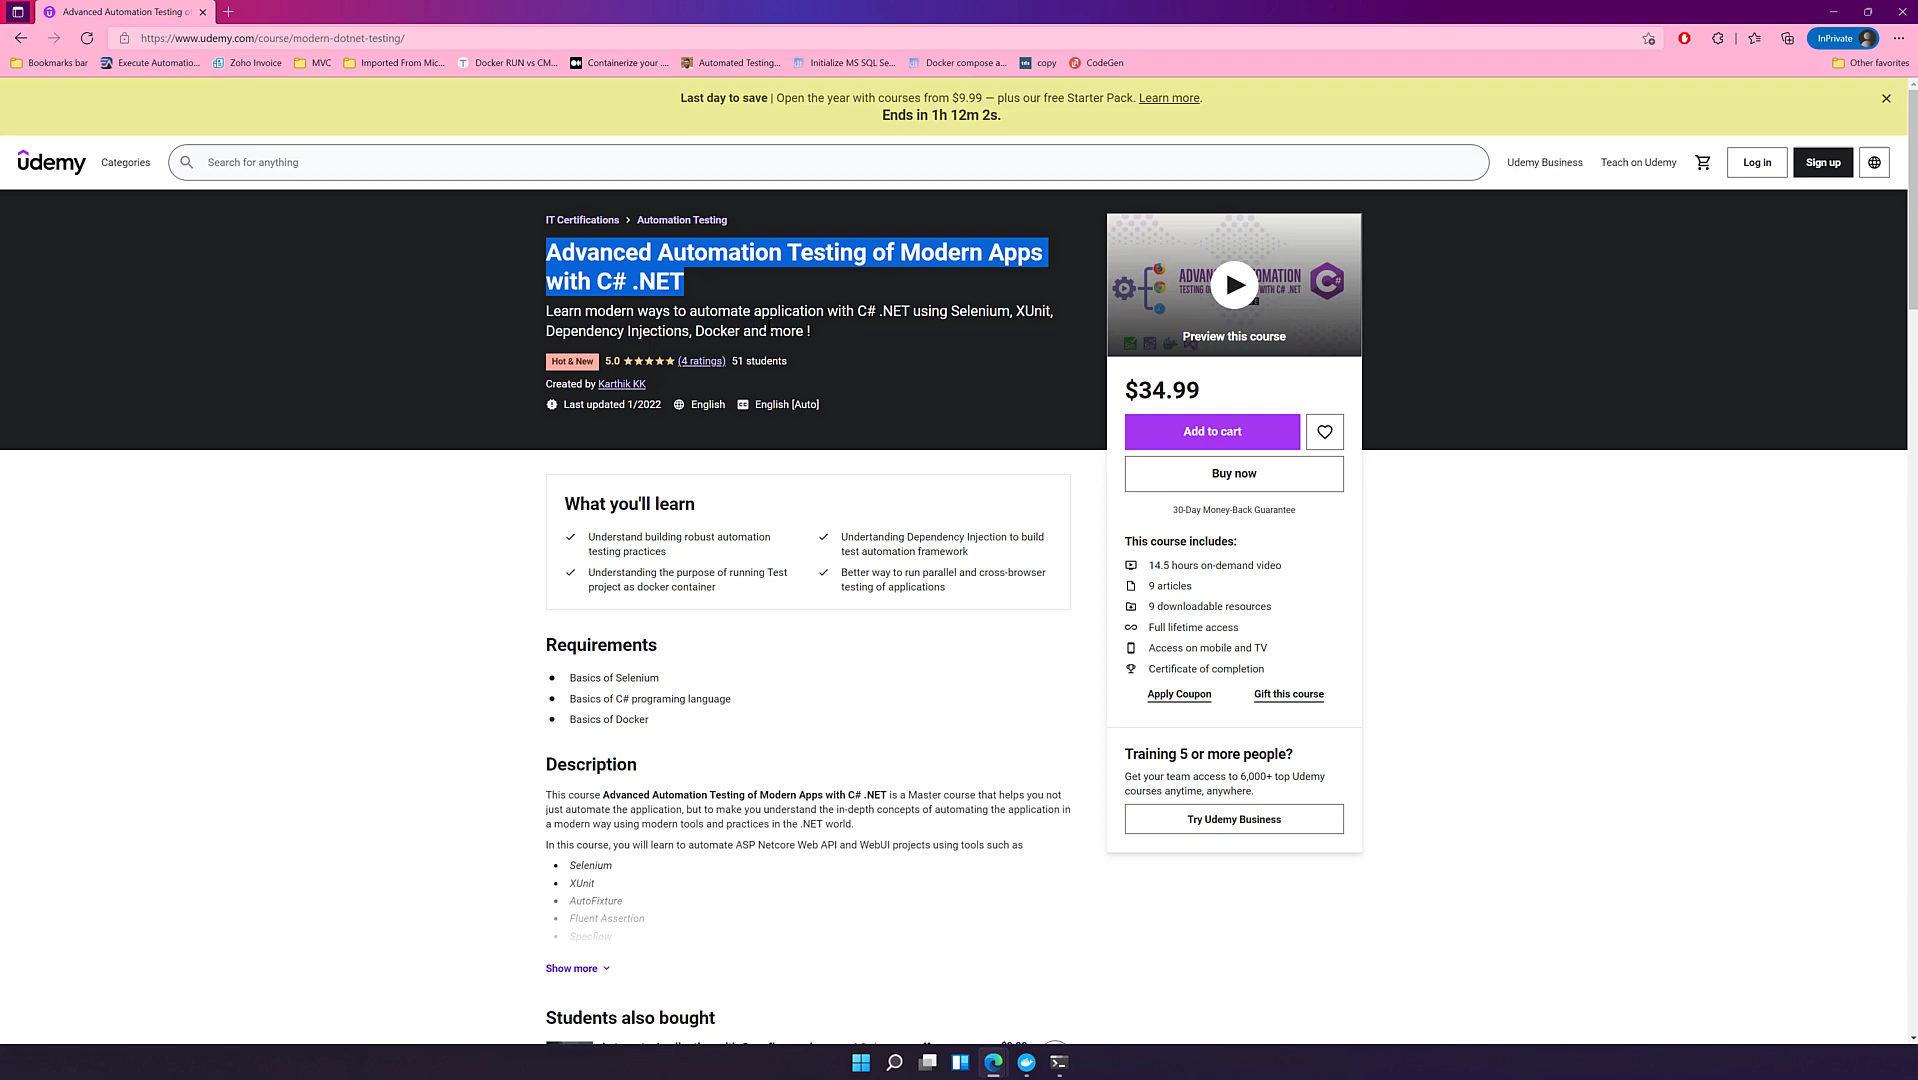 Advanced Automation Testing of
https://www.udemy.com/course/modern-dotnet-testing/
InPrivate
Bookmarks bar
Execute Automatio...
Zoho Invoice
MVC
Imported From Mic...
Docker RUN vs CM...
Containerize your ....
Automated Testing...
Initialize MS SQL Se...
Docker compose a...
copy
CodeGen
Other favorites
Last day to save | Open the year with courses from $9.99 — plus our free Starter Pack. Learn more.
Ends in 1h 12m 2s.
udemy
Categories
Search for anything
Udemy Business
Teach on Udemy
Log in
Sign up
IT Certifications > Automation Testing
Advanced Automation Testing of Modern Apps
with C# .NET
Learn modern ways to automate application with C# .NET using Selenium, XUnit,
Dependency Injections, Docker and more !
Hot & New 5.0 (4 ratings) 51 students
Created by Karthik KK
Last updated 1/2022 English English [Auto]
Preview this course
$34.99
Add to cart
Buy now
30-Day Money-Back Guarantee
This course includes:
14.5 hours on-demand video
9 articles
9 downloadable resources
Full lifetime access
Access on mobile and TV
Certificate of completion
Apply Coupon
Gift this course
Training 5 or more people?
Get your team access to 6,000+ top Udemy
courses anytime, anywhere.
Try Udemy Business
What you'll learn
Understand building robust automation
testing practices
Undertanding Dependency Injection to build
test automation framework
Understanding the purpose of running Test
project as docker container
Better way to run parallel and cross-browser
testing of applications
Requirements
Basics of Selenium
Basics of C# programing language
Basics of Docker
Description
This course Advanced Automation Testing of Modern Apps with C# .NET is a Master course that helps you not
just automate the application, but to make you understand the in-depth concepts of automating the application in
a modern way using modern tools and practices in the .NET world.
In this course, you will learn to automate ASP Netcore Web API and WebUI projects using tools such as
Selenium
XUnit
AutoFixture
Fluent Assertion
Specflow
Show more
Students also bought